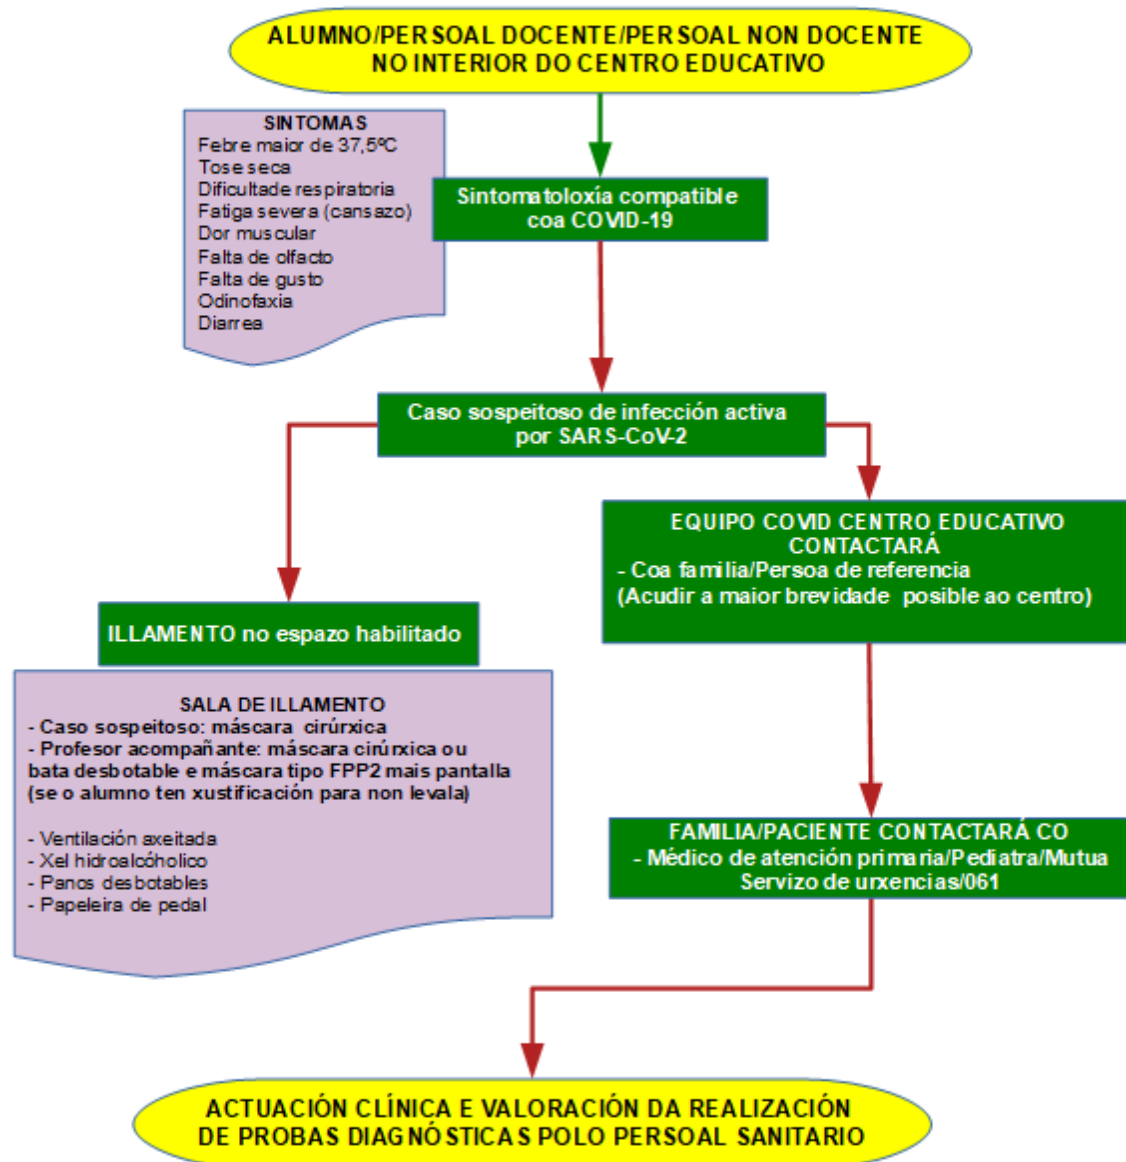 ALUMNO/PERSOAL DOCENTE/PERSOAL NON DOCENTE
NO INTERIOR DO CENTRO EDUCATIVO
SINTOMAS
Febre maior de 37,5ºC
Tose seca
Dificultade respiratoria
Fatiga severa (cansazo)
Dor muscular
Falta de olfacto
Falta de gusto
Odinofaxia
Diarrea
Sintomatoloxía compatible
coa COVID-19
Caso sospeitoso de infección activa
por SARS-CoV-2
EQUIPO COVID CENTRO EDUCATIVO
CONTACTARÁ
- Coa familia/Persoa de referencia
(Acudir a maior brevidade posible ao centro)
ILLAMENTO no espazo habilitado
SALA DE ILLAMENTO
- Caso sospeitoso: máscara cirúrxica
- Profesor acompañante: máscara cirúrxica ou
bata desbotable e máscara tipo FPP2 mais pantalla
(se o alumno ten xustificación para non levala)
- Ventilación axeitada
- Xel hidroalcóholico
- Panos desbotables
- Papeleira de pedal
FAMILIA/PACIENTE CONTACTARÁ CO
- Médico de atención primaria/Pediatra/Mutua
Servizo de urxencias/061
ACTUACIÓN CLÍNICA E VALORACIÓN DA REALIZACIÓN
DE PROBAS DIAGNÓSTICAS POLO PERSOAL SANITARIO